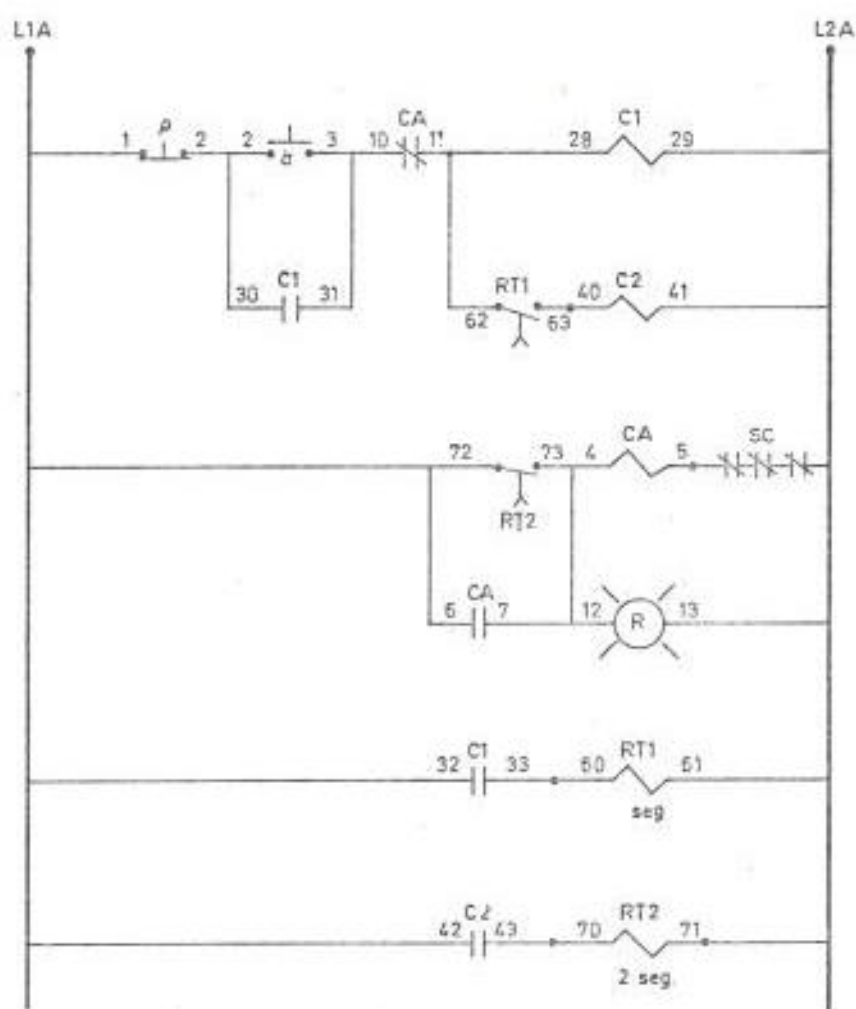 L1A L2A
CA C1
1 P 2 2 3 10 11 28 29
a
C1 RT1 C2
30 31 62 63 40 41
CA SC
72 73 4 5
RT2
CA
6 7 12 R 13
C1 RT1
32 33 60 61
seg
C2 RT2
42 43 70 71
2 seg.